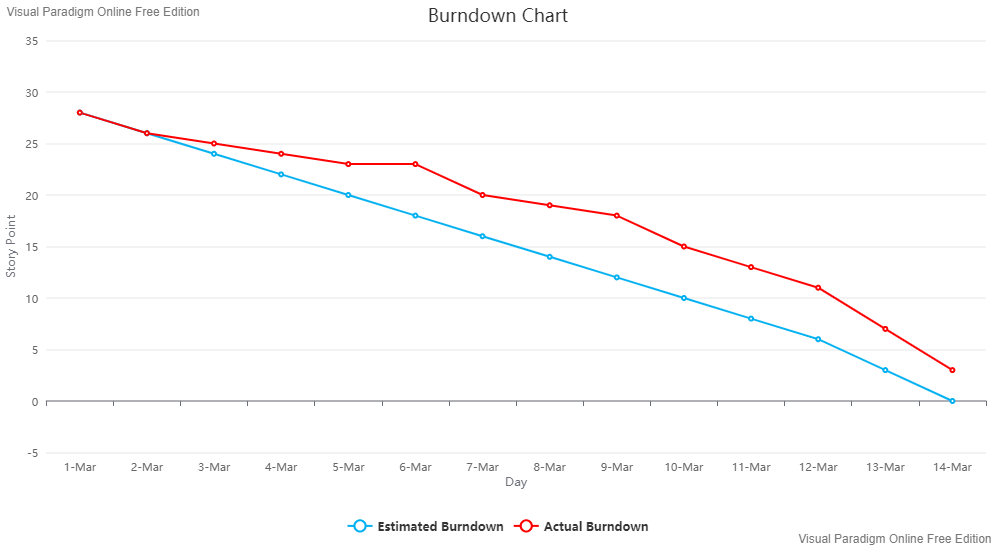 Visual Paradigm Online Free Edition
Burndown Chart
35
30
25
20
15
10
5
0
-5
Story Point
1-Mar 2-Mar 3-Mar 4-Mar 5-Mar 6-Mar 7-Mar 8-Mar 9-Mar 10-Mar 11-Mar 12-Mar 13-Mar 14-Mar
Day
Estimated Burndown Actual Burndown
Visual Paradigm Online Free Edition